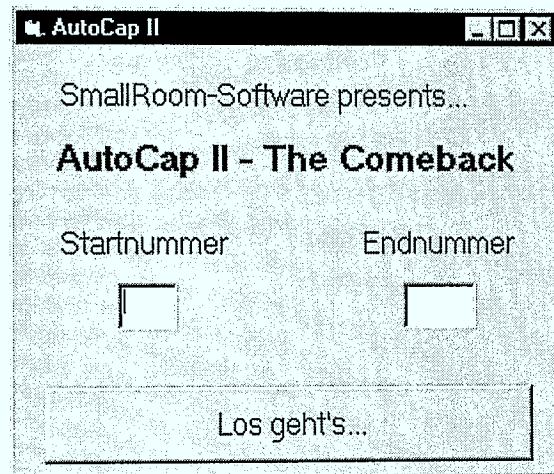 AutoCap II
SmallRoom-Software presents...
AutoCap II - The Comeback
Startnummer Endnummer
Los geht's...